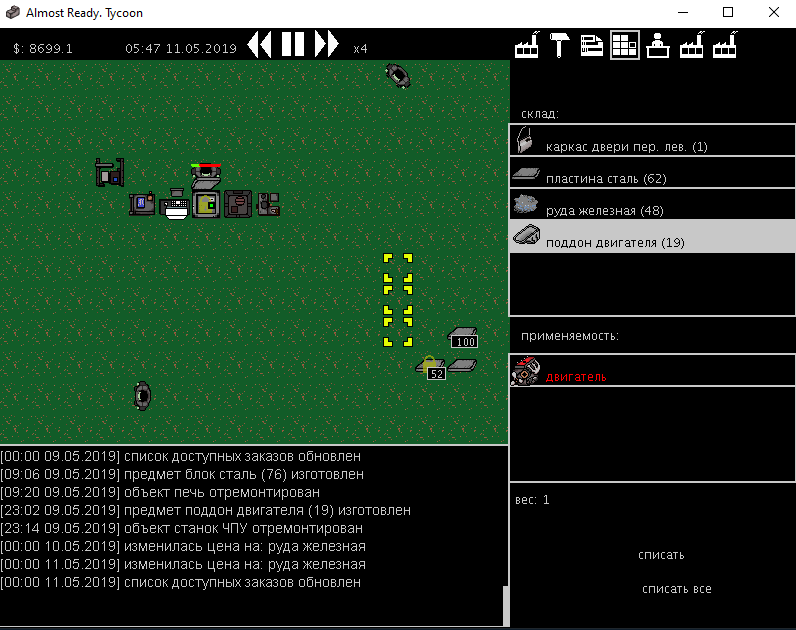 Almost Ready. Tycoon
$: 8699.1 05:47 11.05.2019 x4
склад:
каркас двери пер. лев. (1)
пластина сталь (62)
руда железная (48)
поддон двигателя (19)
применяемость:
двигатель
100
52
[00:00 09.05.2019] список доступных заказов обновлен
[09:06 09.05.2019] предмет блок сталь (76) изготовлен
[09:20 09.05.2019] объект печь отремонтирован
[23:02 09.05.2019] предмет поддон двигателя (19) изготовлен
[23:14 09.05.2019] объект станок ЧПУ отремонтирован
[00:00 10.05.2019] изменилась цена на: руда железная
[00:00 11.05.2019] изменилась цена на: руда железная
[00:00 11.05.2019] список доступных заказов обновлен
вес: 1
списать
списать все